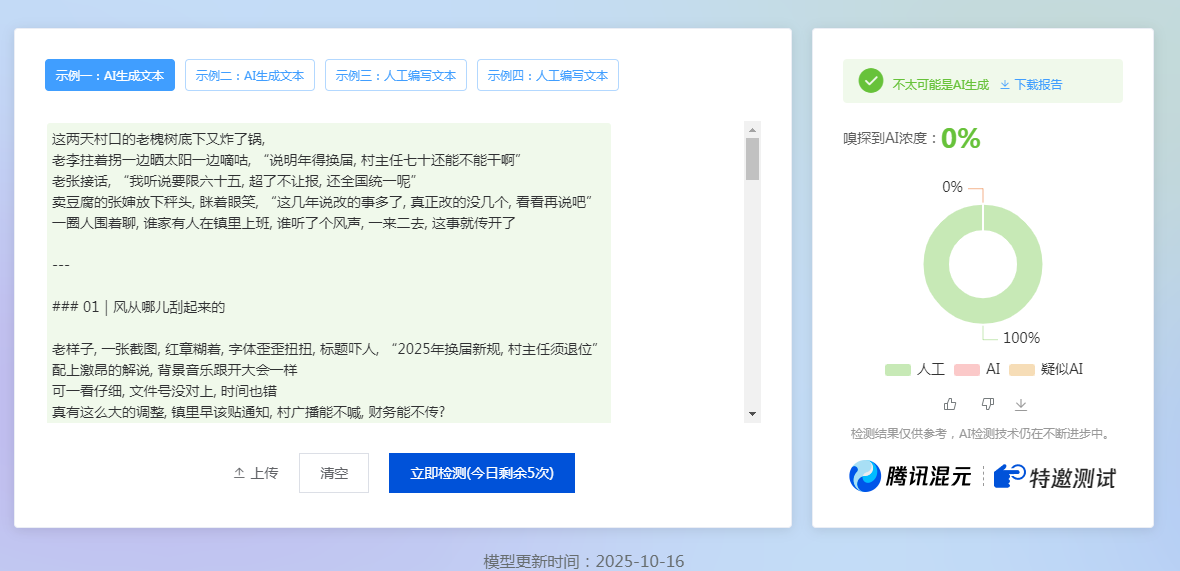 示例一：AI生成文本
示例二：AI生成文本
示例三：人工编写文本
示例四：人工编写文本
这两天村口的老槐树底下又炸了锅,
老李拄着拐一边晒太阳一边嘀咕, “说明年得换届, 村主任七十还能不能干啊”
老张接话, “我听说要限六十五, 超了不让报, 还全国统一呢”
卖豆腐的张婶放下秤头, 眯着眼笑, “这几年说改的事多了, 真正改的没几个, 看看再说吧”
一圈人围着聊, 谁家有人在镇里上班, 谁听了个风声, 一来二去, 这事就传开了
---
### 01｜风从哪儿刮起来的
老样子, 一张截图, 红章糊着, 字体歪歪扭扭, 标题吓人, “2025年换届新规, 村主任须退位”
配上激昂的解说, 背景音乐跟开大会一样
可一看仔细, 文件号没对上, 时间也错
真有这么大的调整, 镇里早该贴通知, 村广播能不喊, 财务能不传?
上传
清空
立即检测(今日剩余5次)
不太可能是AI生成
下载报告
嗅探到AI浓度：0%
0%
100%
人工
AI
疑似AI
检测结果仅供参考，AI检测技术仍在不断进步中。
腾讯混元
特邀测试
模型更新时间：2025-10-16